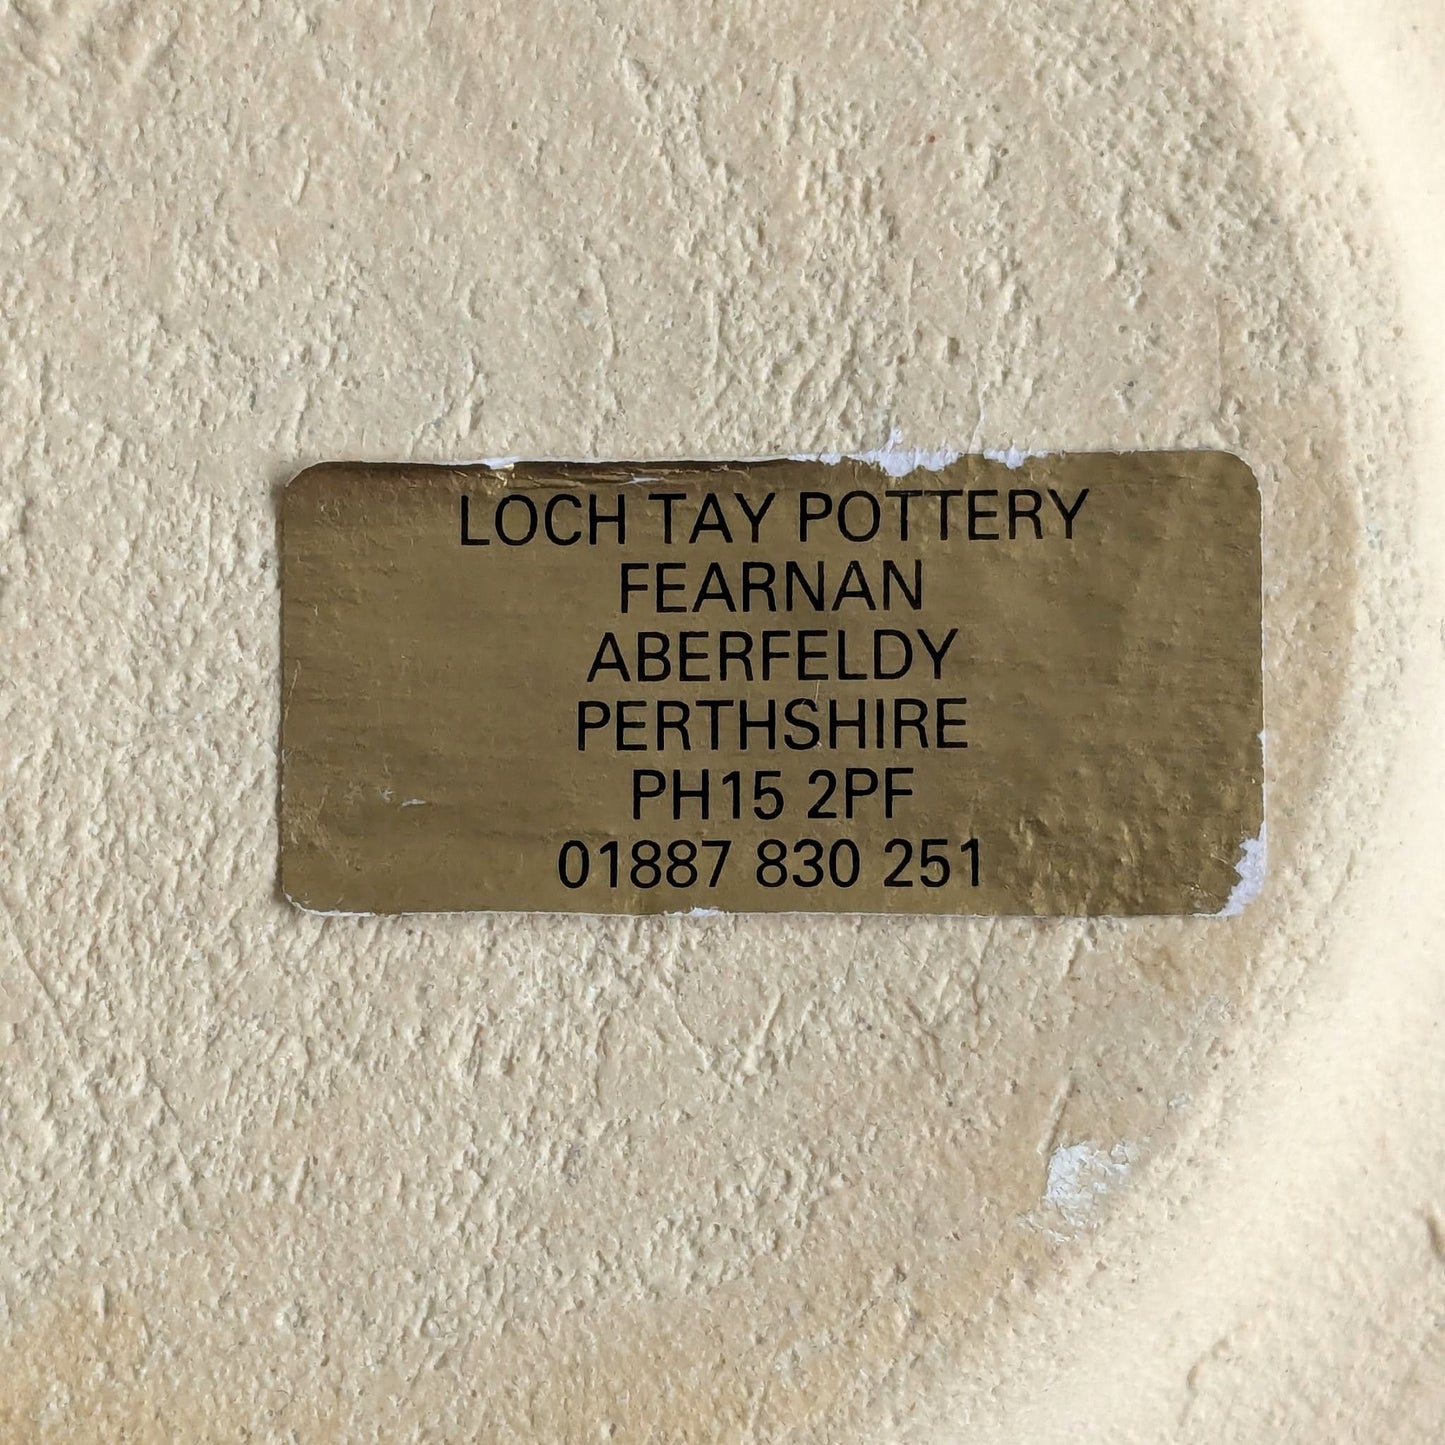 LOCH TAY POTTERY
FEARNAN
ABERFELDY
PERTHSHIRE
PH15 2PF
01887 830 251